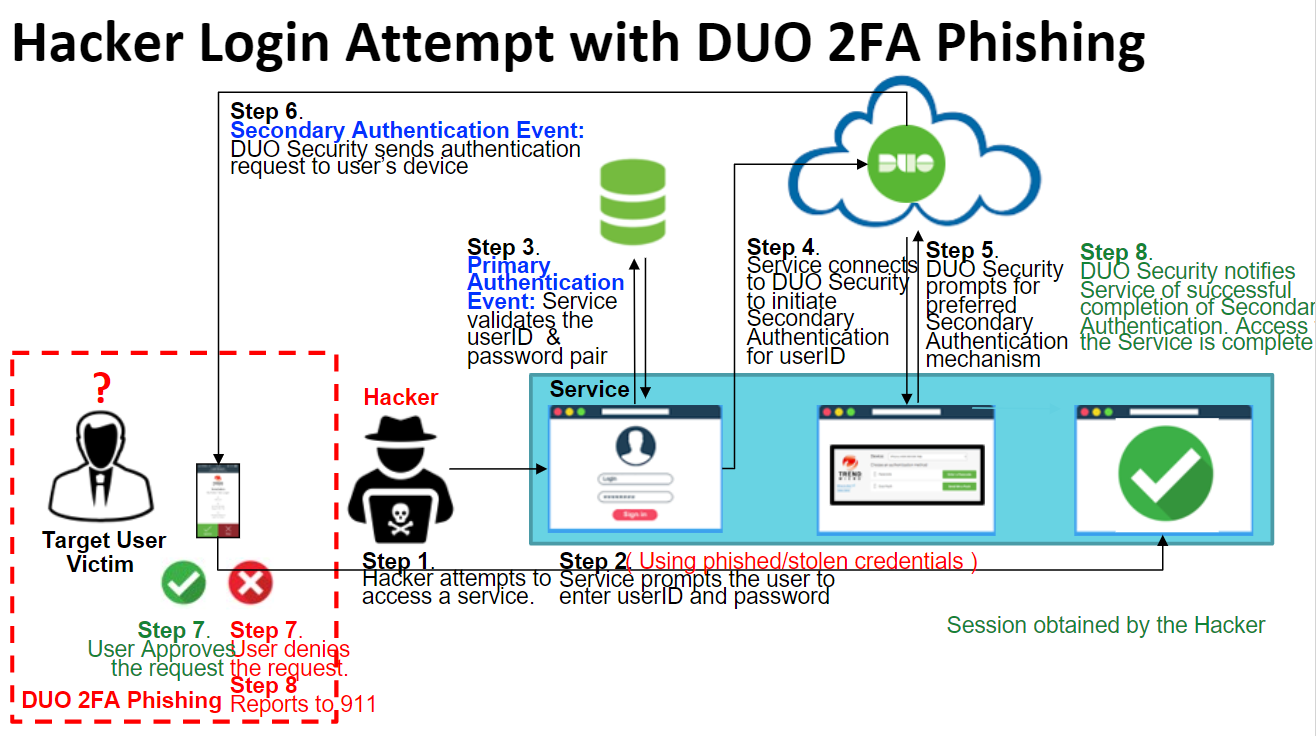 Hacker Login Attempt with DUO 2FA Phishing
Step 6.
Secondary Authentication Event:
DUO Security sends authentication
request to user's device
DUO
Step 3.
Primary
Authentication
Event: Service
validates the
userID & 
password pair
Step 4.
Service connects
to DUO Security
to initiate
Secondary
Authentication
for userID
Step 5.
DUO Security
prompts for
preferred
Secondary
Authentication
mechanism
Step 8.
DUO Security notifies
Service of successful
completion of Secondar
Authentication. Access
the Service is complete
?
Target User
Victim
Hacker
Service
Login
Sign in
TREND
MICRO
Step 1.
Hacker attempts to
access a service.
Step 2( Using phished/stolen credentials )
Service prompts the user to
enter userID and password
Step 7.
User Approves
the request
Step 7.
User denies
the request.
Step 8
Reports to 911
DUO 2FA Phishing
Session obtained by the Hacker